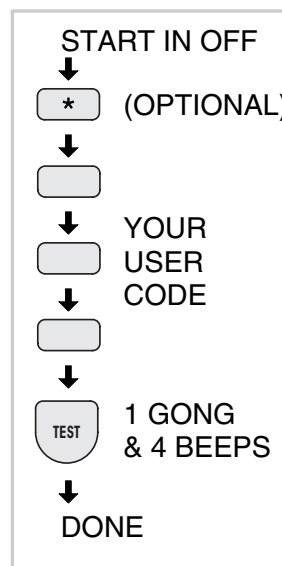 START IN OFF
* (OPTIONAL)
YOUR
USER
CODE
TEST
1 GONG
& 4 BEEPS
DONE